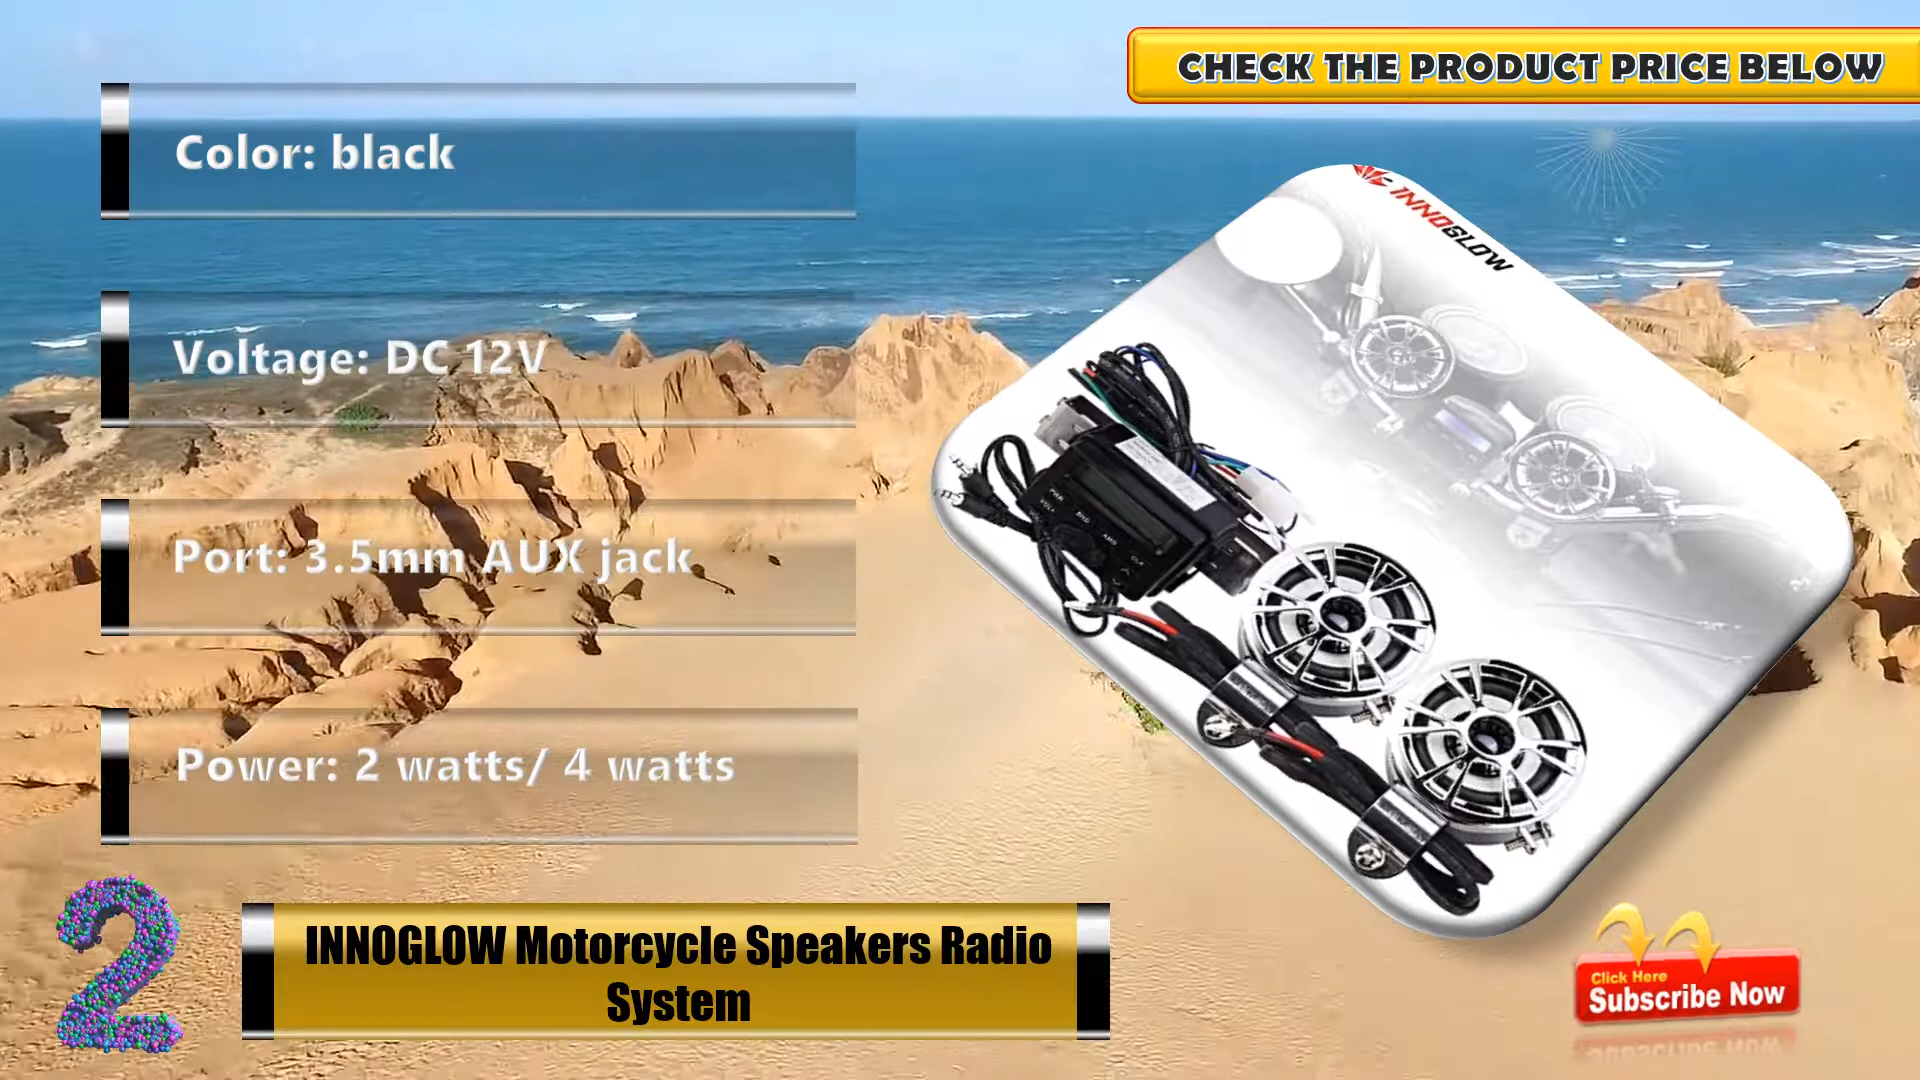 CHECK THE PRODUCT PRICE BELOW
Color: black
INNOGLOW
Voltage: DC 12V
Port: 3.5mm AUX jack
Power: 2 watts/ 4 watts
2
INNOGLOW Motorcycle Speakers Radio
System
Click Here
Subscribe Now